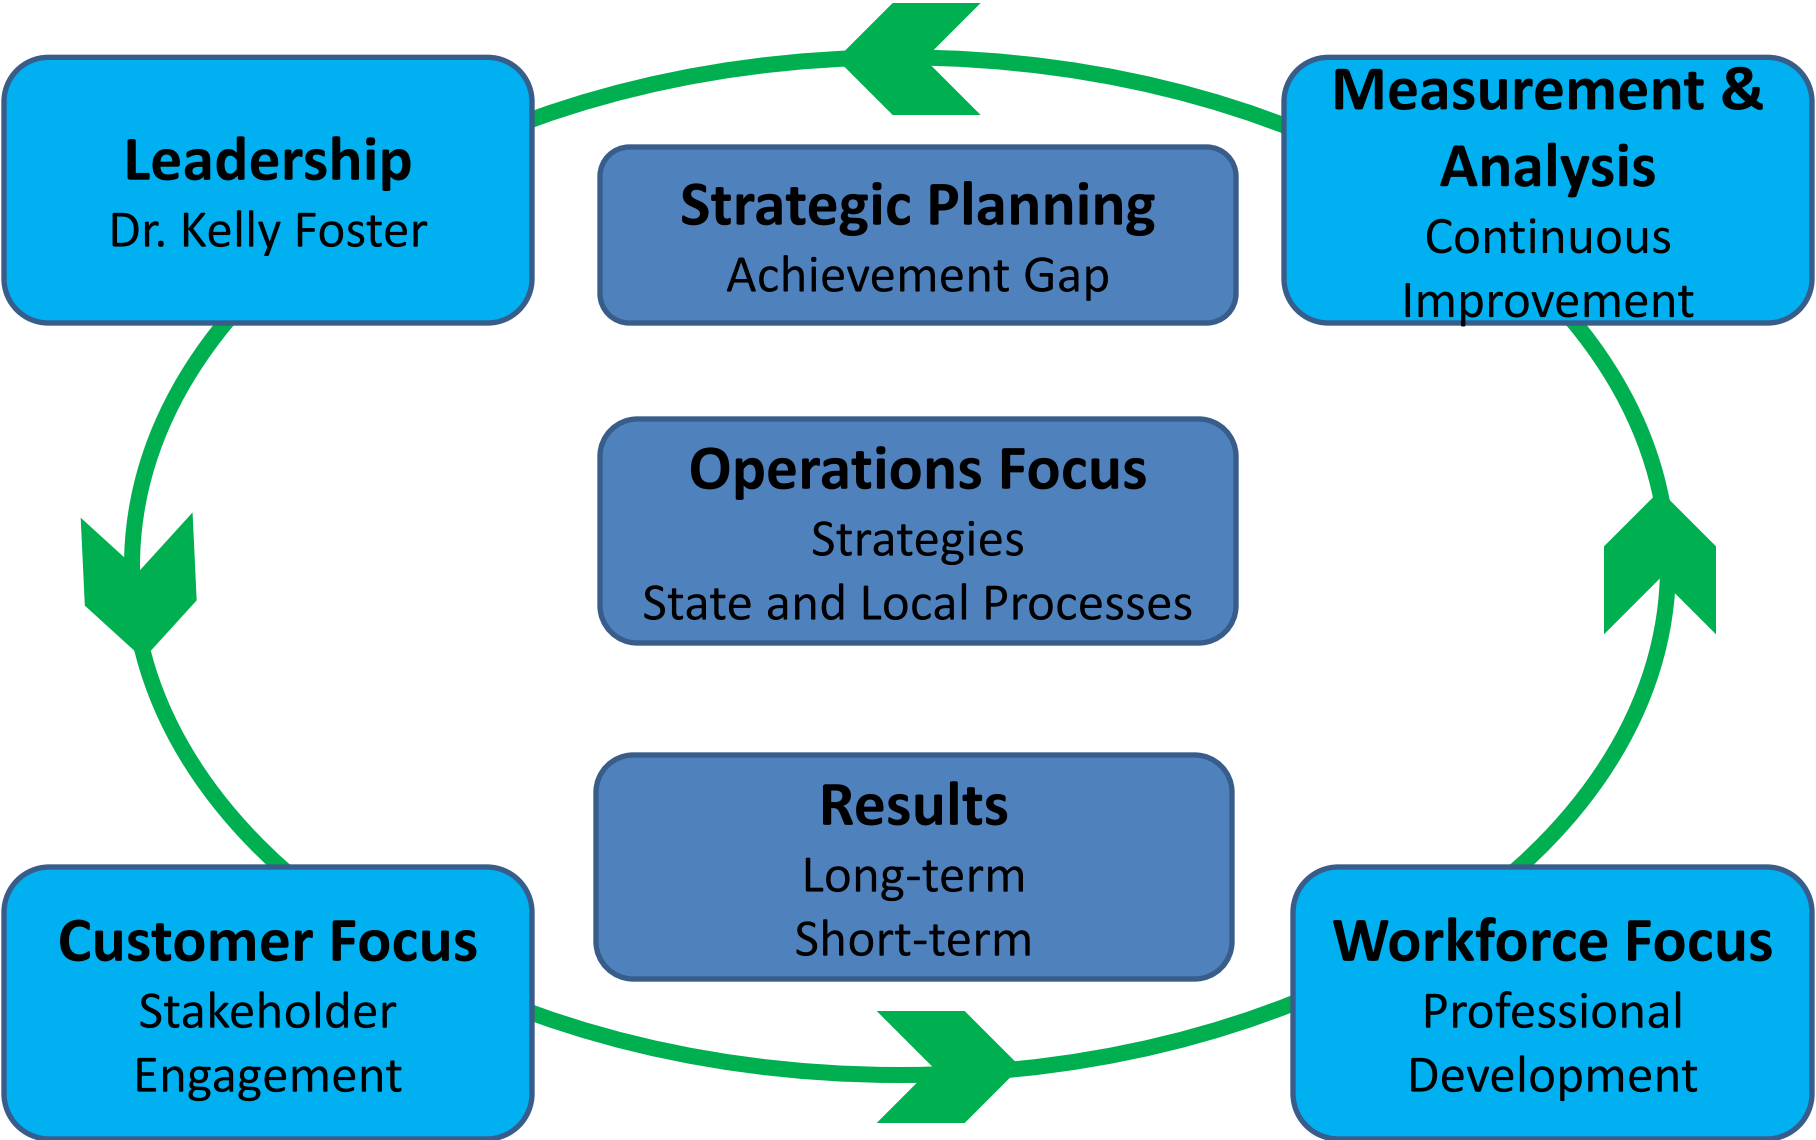 Leadership
Dr. Kelly Foster
Strategic Planning
Achievement Gap
Measurement &
Analysis
Continuous
Improvement
Operations Focus
Strategies
State and Local Processes
Results
Long-term
Short-term
Customer Focus
Stakeholder
Engagement
Workforce Focus
Professional
Development